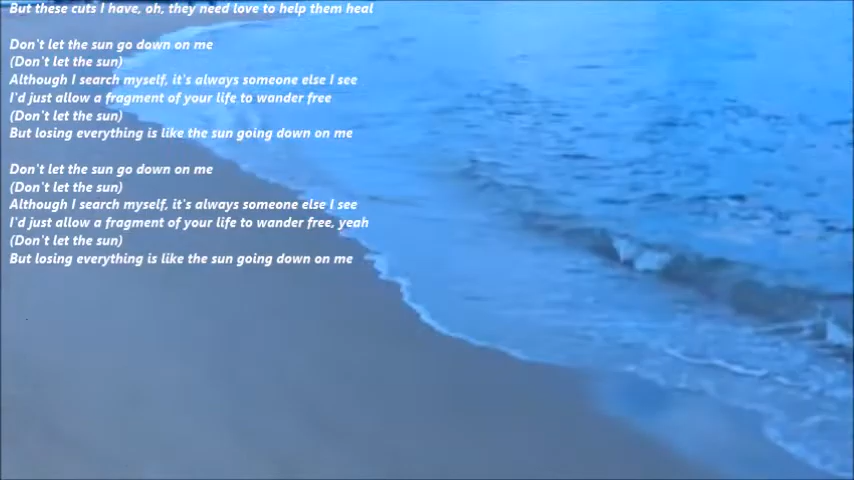 But these cuts I have, oh, they need love to help them heal
Don't let the sun go down on me
(Don't let the sun)
Although I search myself, it's always someone else I see
I'd just allow a fragment of your life to wander free
(Don't let the sun)
But losing everything is like the sun going down on me
Don't let the sun go down on me
(Don't let the sun)
Although I search myself, it's always someone else I see
I'd just allow a fragment of your life to wander free, yeah
(Don't let the sun)
But losing everything is like the sun going down on me